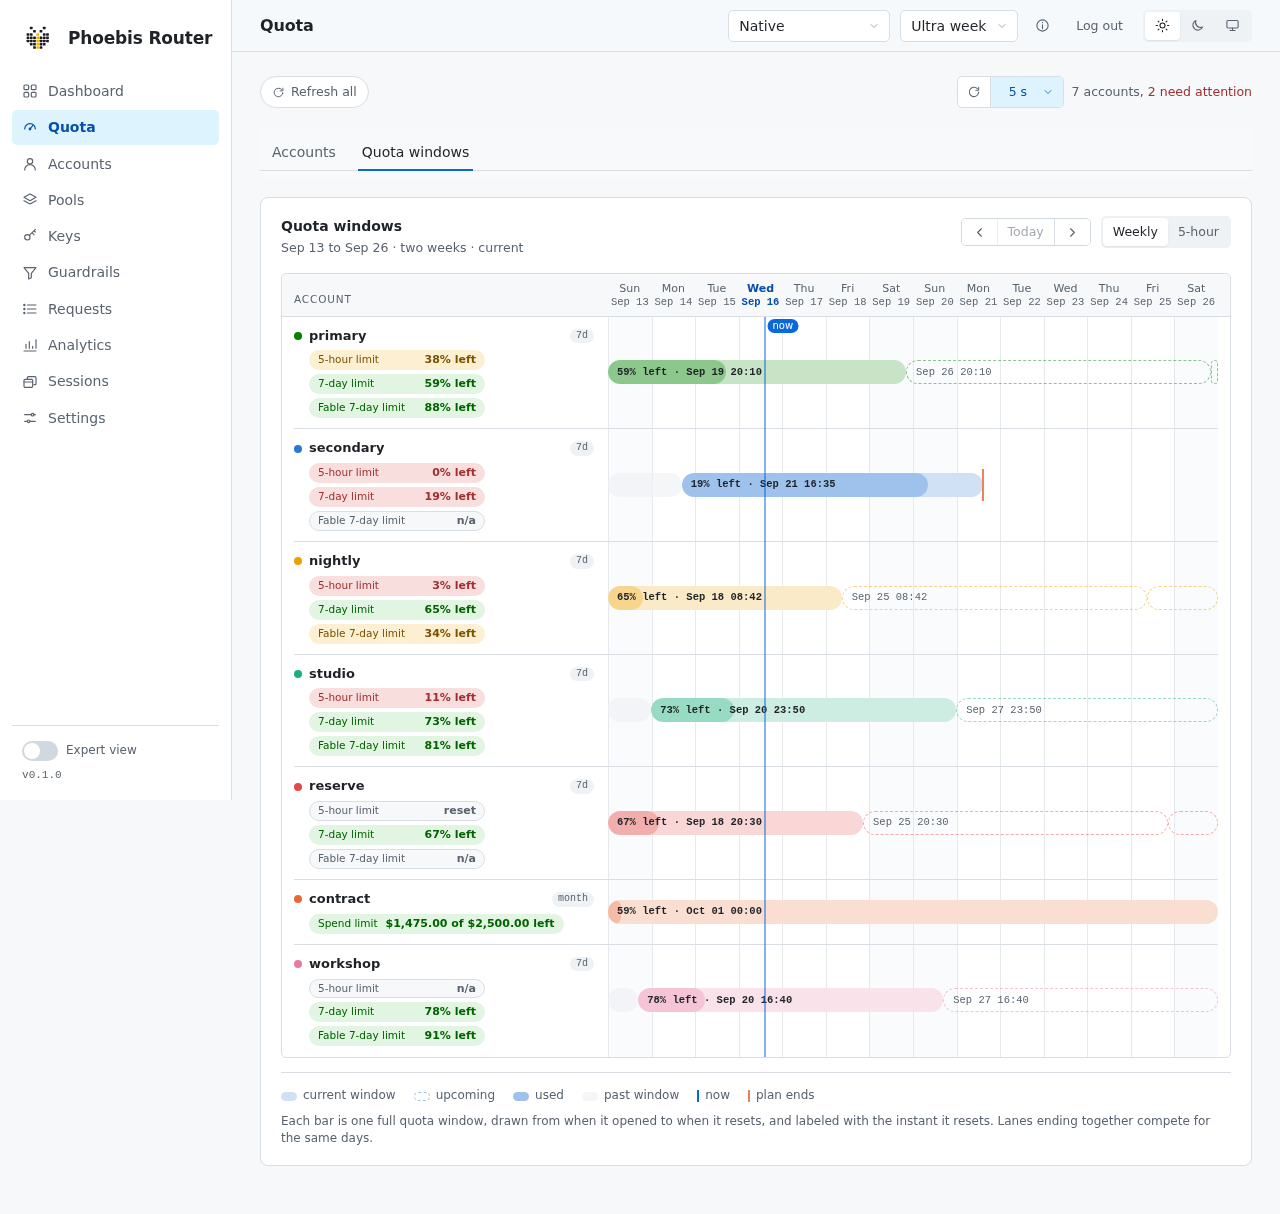 Phoebis Router
Dashboard
Quota
Accounts
Pools
Keys
Guardrails
Requests
Analytics
Sessions
Settings
Expert view
v0.1.0
Quota
Native
Ultra week
Log out
Refresh all
5 s
7 accounts, 2 need attention
Accounts
Quota windows
Quota windows
Sep 13 to Sep 26 · two weeks · current
Today
Weekly
5-hour
ACCOUNT
Sun Mon Tue Wed Thu Fri Sat Sun Mon Tue Wed Thu Fri Sat
Sep 13 Sep 14 Sep 15 Sep 16 Sep 17 Sep 18 Sep 19 Sep 20 Sep 21 Sep 22 Sep 23 Sep 24 Sep 25 Sep 26
now
primary 7d
5-hour limit 38% left
7-day limit 59% left
Fable 7-day limit 88% left
59% left · Sep 19 20:10
Sep 26 20:10
secondary 7d
5-hour limit 0% left
7-day limit 19% left
Fable 7-day limit n/a
19% left · Sep 21 16:35
nightly 7d
5-hour limit 3% left
7-day limit 65% left
Fable 7-day limit 34% left
65% left · Sep 18 08:42
Sep 25 08:42
studio 7d
5-hour limit 11% left
7-day limit 73% left
Fable 7-day limit 81% left
73% left · Sep 20 23:50
Sep 27 23:50
reserve 7d
5-hour limit reset
7-day limit 67% left
Fable 7-day limit n/a
67% left · Sep 18 20:30
Sep 25 20:30
contract month
Spend limit $1,475.00 of $2,500.00 left
59% left · Oct 01 00:00
workshop 7d
5-hour limit n/a
7-day limit 78% left
Fable 7-day limit 91% left
78% left · Sep 20 16:40
Sep 27 16:40
current window
upcoming
used
past window
now
plan ends
Each bar is one full quota window, drawn from when it opened to when it resets, and labeled with the instant it resets. Lanes ending together compete for
the same days.